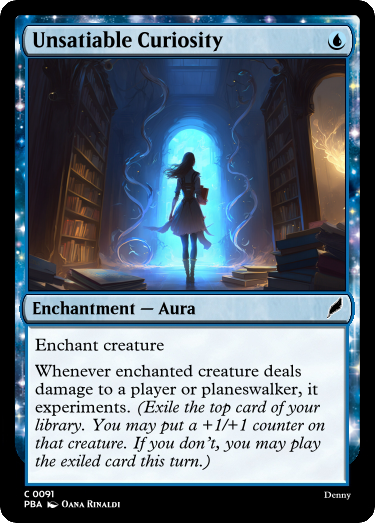 Unsatiable Curiosity
Enchantment — Aura
Enchant creature
Whenever enchanted creature deals
damage to a player or planeswalker, it
experiments. (Exile the top card of your
library. You may put a +1/+1 counter on
that creature. If you don't, you may play
the exiled card this turn.)
C 0091
PBA Oana Rinaldi
Denny